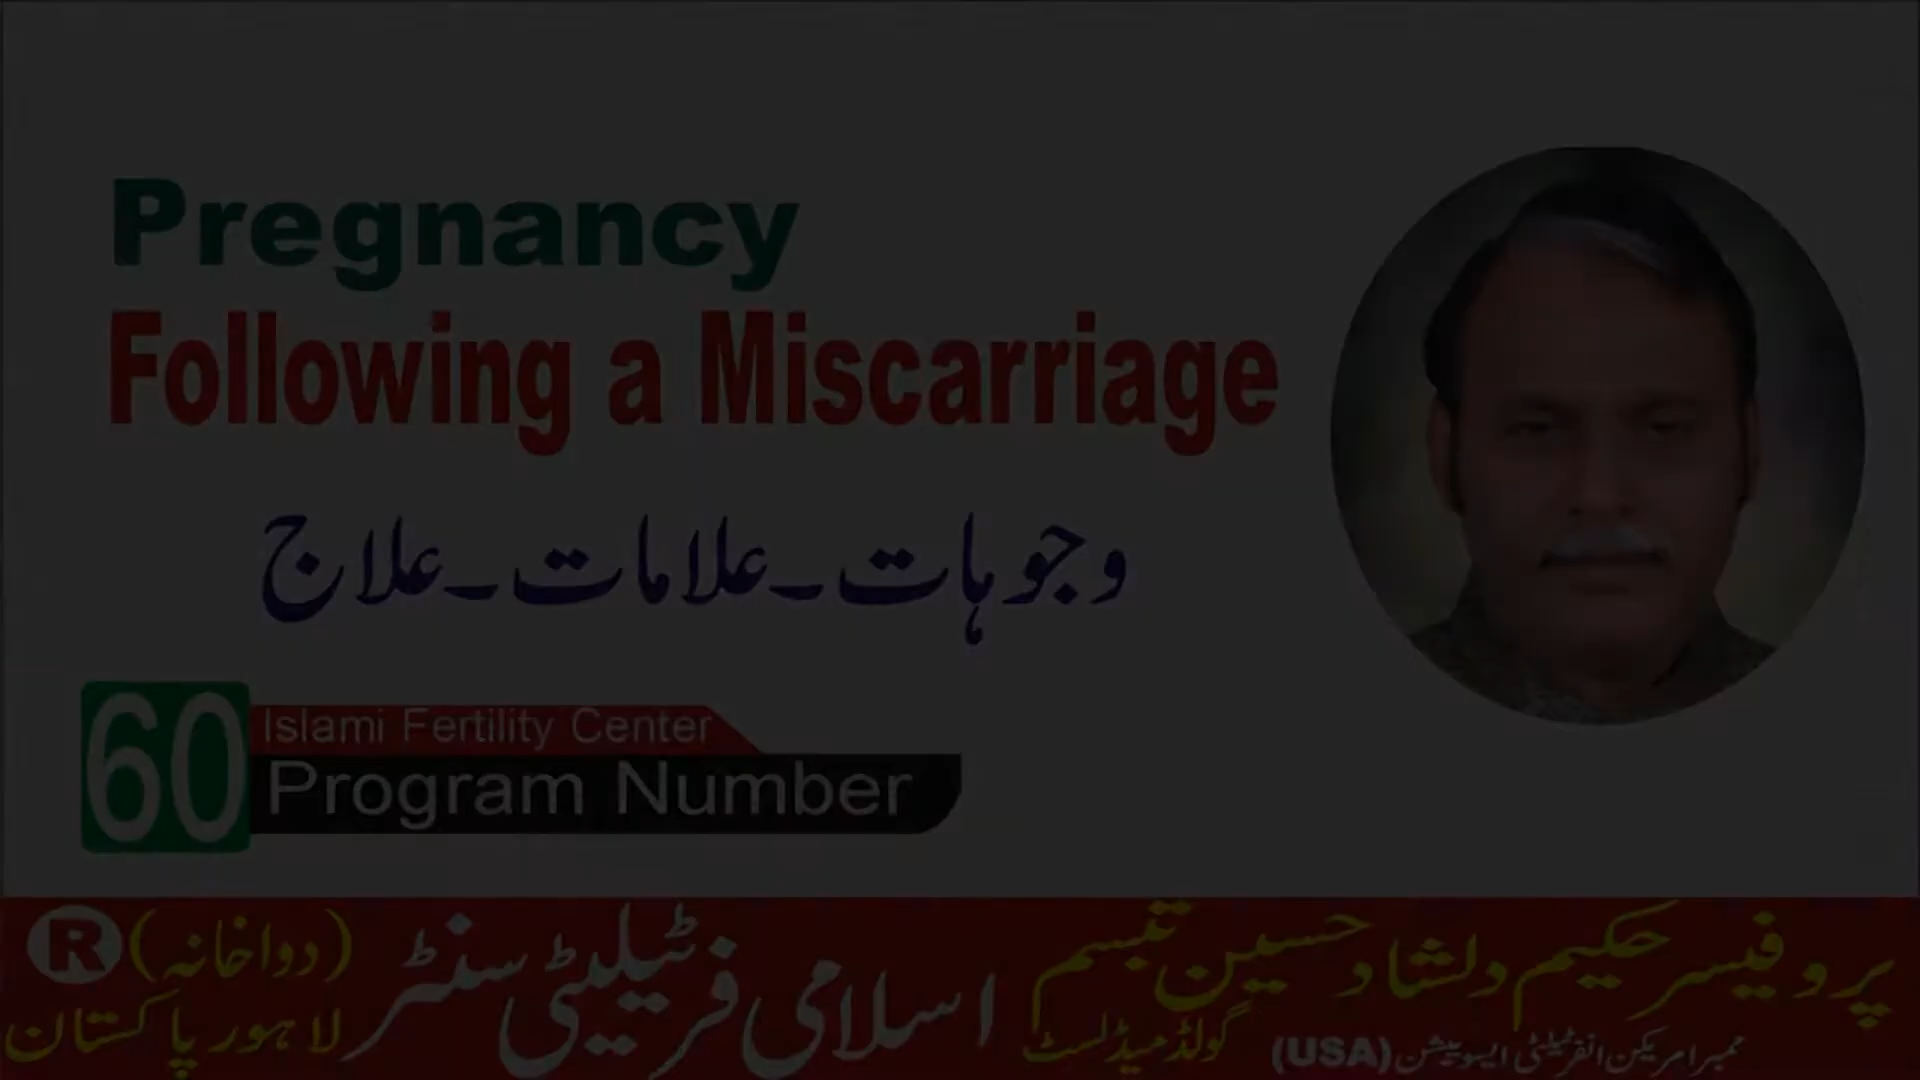 Pregnancy
Following a Miscarriage
وجوہات۔علامات۔علاج
60
Islami Fertility Center
Program Number
پروفیسر حکیم دلشاد حسین تبسم
گولڈ میڈلسٹ
ممبر امریکن انفرٹیلٹی ایسوسی ایشن (USA)
اسلامی فرٹیلیٹی سنٹر
(دواخانہ) R
لاہور پاکستان